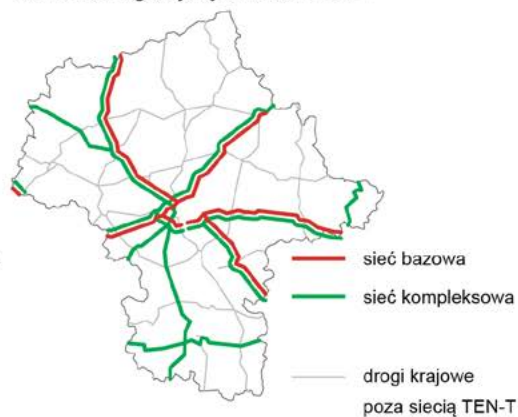 sieć bazowa
sieć kompleksowa
drogi krajowe
poza siecią TEN-T